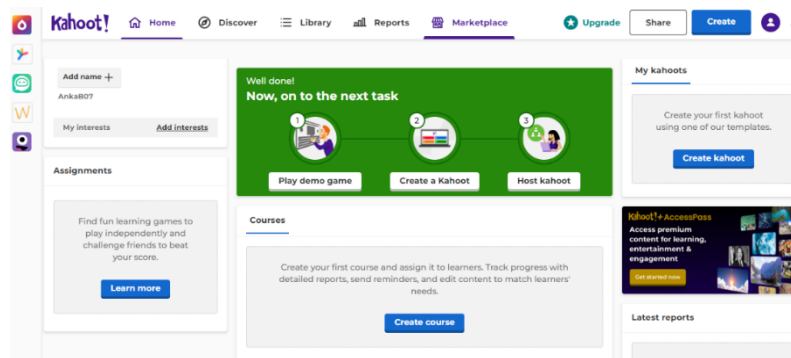 Kahoot! Home Discover Library Reports Marketplace Upgrade Share Create
Add name +
AnkaB07
My interests Add interests
Assignments
Find fun learning games to
play independently and
challenge friends to beat
your score.
Learn more
Well done!
Now, on to the next task
1 2 3
Play demo game Create a Kahoot Host kahoot
Courses
Create your first course and assign it to learners. Track progress with
detailed reports, send reminders, and edit content to match learners'
needs.
Create course
My kahoots
Create your first kahoot
using one of our templates.
Create kahoot
Kahoot!+ AccessPass
Access premium
content for learning,
entertainment &
engagement
Get started now
Latest reports
W